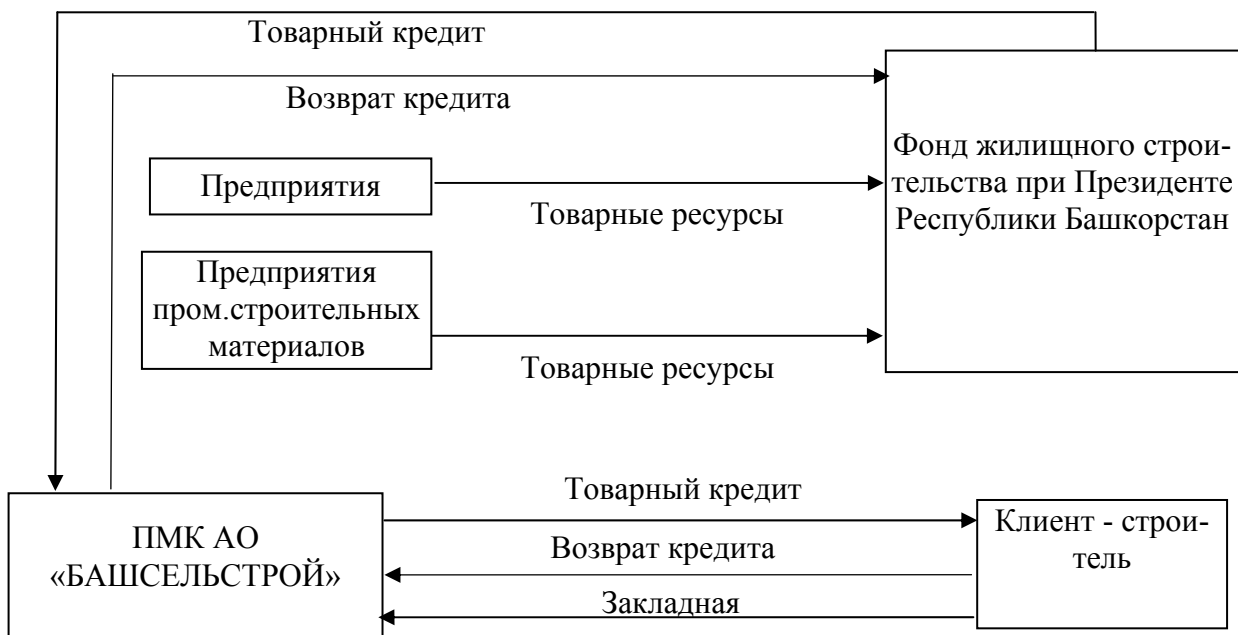 Товарный кредит
Возврат кредита
Фонд жилищного строи-
тельства при Президенте
Республики Башкорстан
Предприятия
Товарные ресурсы
Предприятия
пром.строительных
материалов
Товарные ресурсы
Товарный кредит
Клиент - строи-
тель
ПМК АО
«БАШСЕЛЬСТРОЙ»
Возврат кредита
Закладная